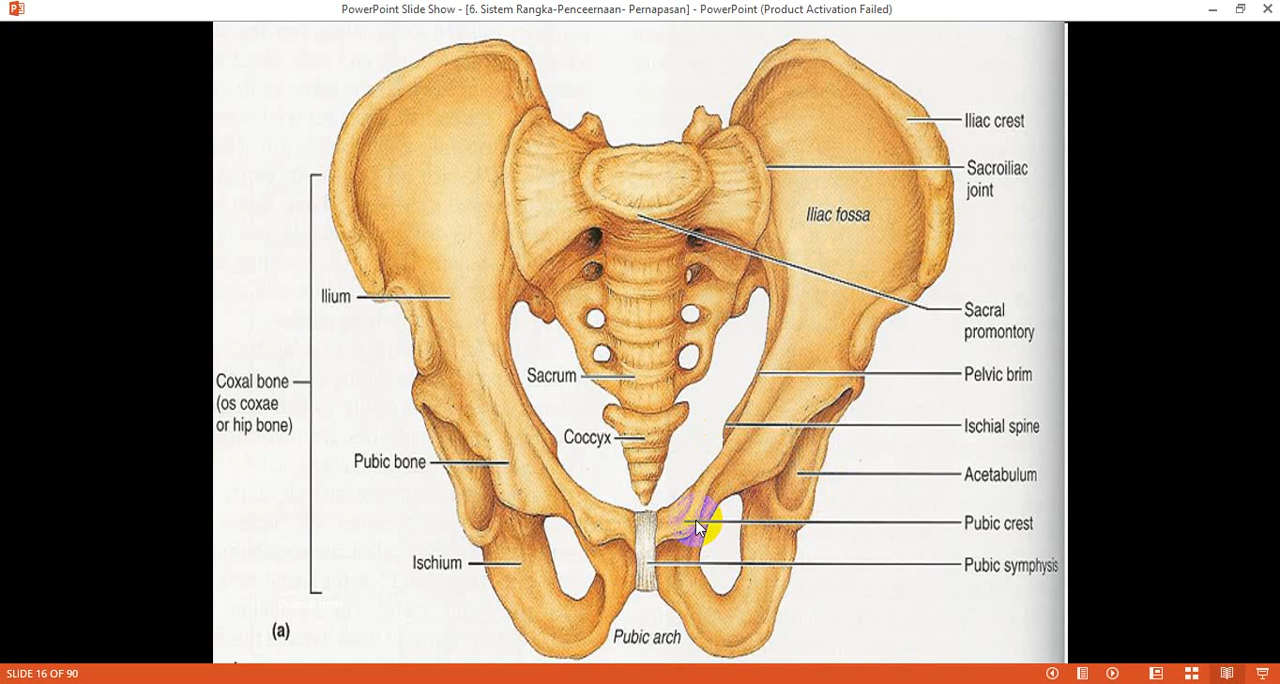 PowerPoint Slide Show - [6. Sistem Rangka-Penceernaan- Pernapasan] - PowerPoint (Product Activation Failed)
Iliac crest
Sacroiliac
joint
Iliac fossa
Ilium
Sacral
promontory
Coxal bone
(os coxae
or hip bone)
Sacrum
Pelvic brim
Coccyx
Ischial spine
Pubic bone
Acetabulum
Pubic crest
Ischium
Pubic symphysis
(a)
Pubic arch
SLIDE 16 OF 90